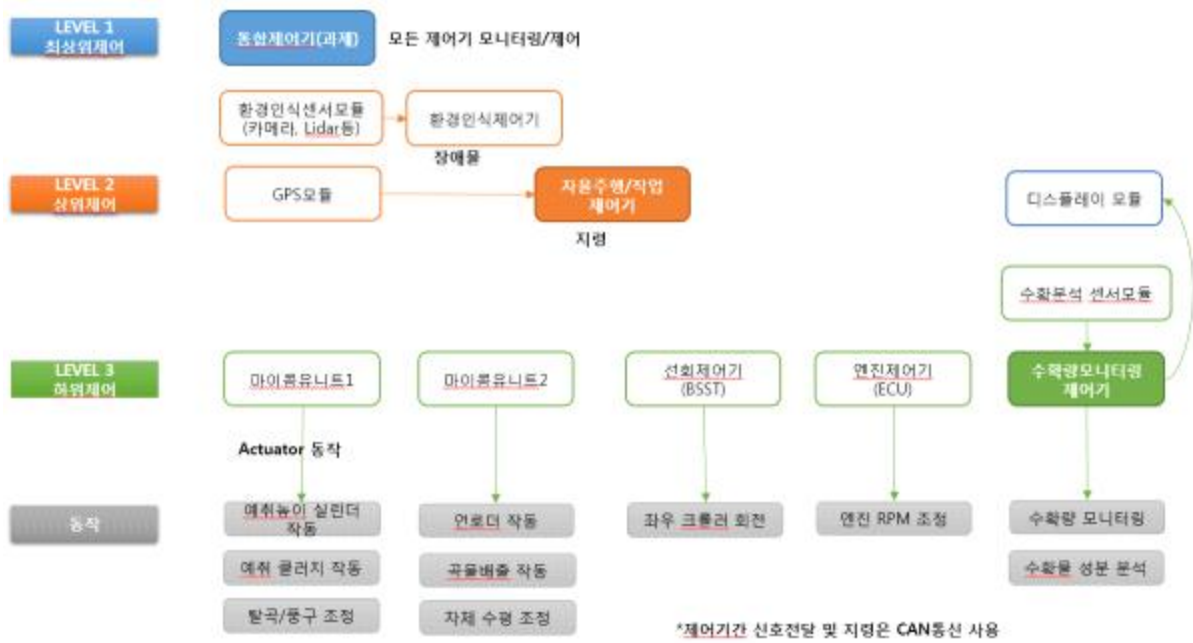 LEVEL 1
최상위제어
통합제어기(과제)
모든 제어기 모니터링/제어
환경인식센서모듈
(카메라, Lidar등)
환경인식제어기
장애물
LEVEL 2
상위제어
GPS모듈
자율주행/작업
제어기
디스플레이 모듈
지령
수확분석 센서모듈
LEVEL 3
하위제어
마이콤유니트1
마이콤유니트2
선회제어기
(BSST)
엔진제어기
(ECU)
수확량모니터링
제어기
Actuator 동작
동작
예취높이 실린더
작동
언로더 작동
좌우 크롤러 회전
엔진 RPM 조정
수확량 모니터링
예취 클러치 작동
곡물배출 작동
수확물 성분 분석
탈곡/풍구 조정
차체 수평 조정
*제어기간 신호전달 및 지령은 CAN통신 사용